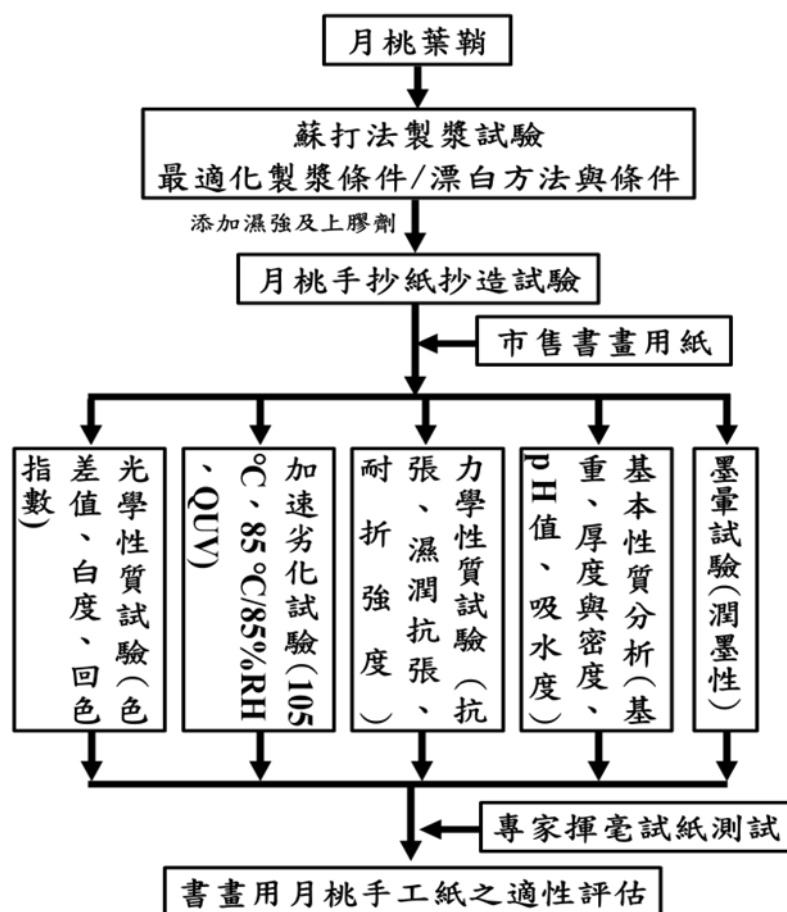 月桃葉鞘
蘇打法製漿試驗
最適化製漿條件/漂白方法與條件
添加濕強及上膠劑
月桃手抄紙抄造試驗
市售書畫用紙
墨暈試驗(潤墨性)
基本性質分析(基
重、厚度與密度、
pH值、吸水度)
力學性質試驗(抗
張、濕潤抗張、
耐折強度)
加速劣化試驗(105
°C、85 °C/85%RH
、QUV)
光學性質試驗(色
差值、白度、回色
指數)
專家揮毫試紙測試
書畫用月桃手工紙之適性評估